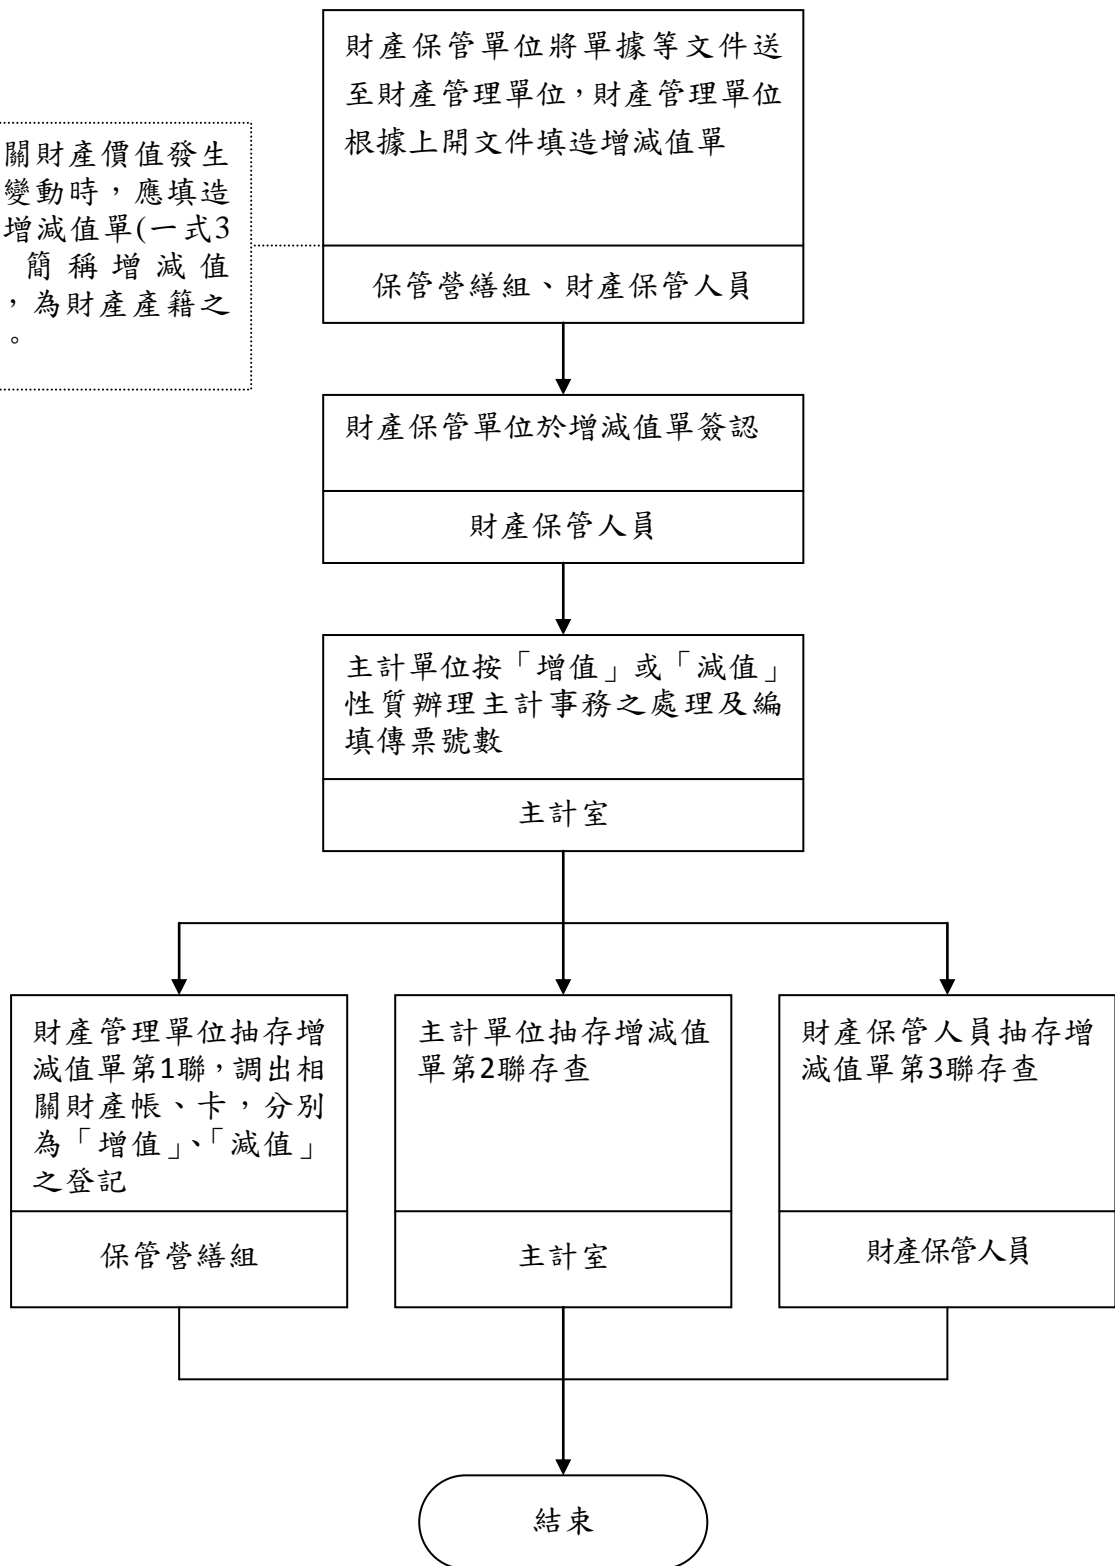 財產保管單位將單據等文件送
至財產管理單位，財產管理單位
根據上開文件填造增減值單
保管營繕組、財產保管人員
關財產價值發生
變動時，應填造
增減值單(一式3
簡稱增減值
，為財產產籍之
。
財產保管單位於增減值單簽認
財產保管人員
主計單位按「增值」或「減值」
性質辦理主計事務之處理及編
填傳票號數
主計室
財產管理單位抽存增
減值單第1聯，調出相
關財產帳、卡，分別
為「增值」、「減值」
之登記
保管營繕組
主計單位抽存增減值
單第2聯存查
主計室
財產保管人員抽存增
減值單第3聯存查
財產保管人員
結束